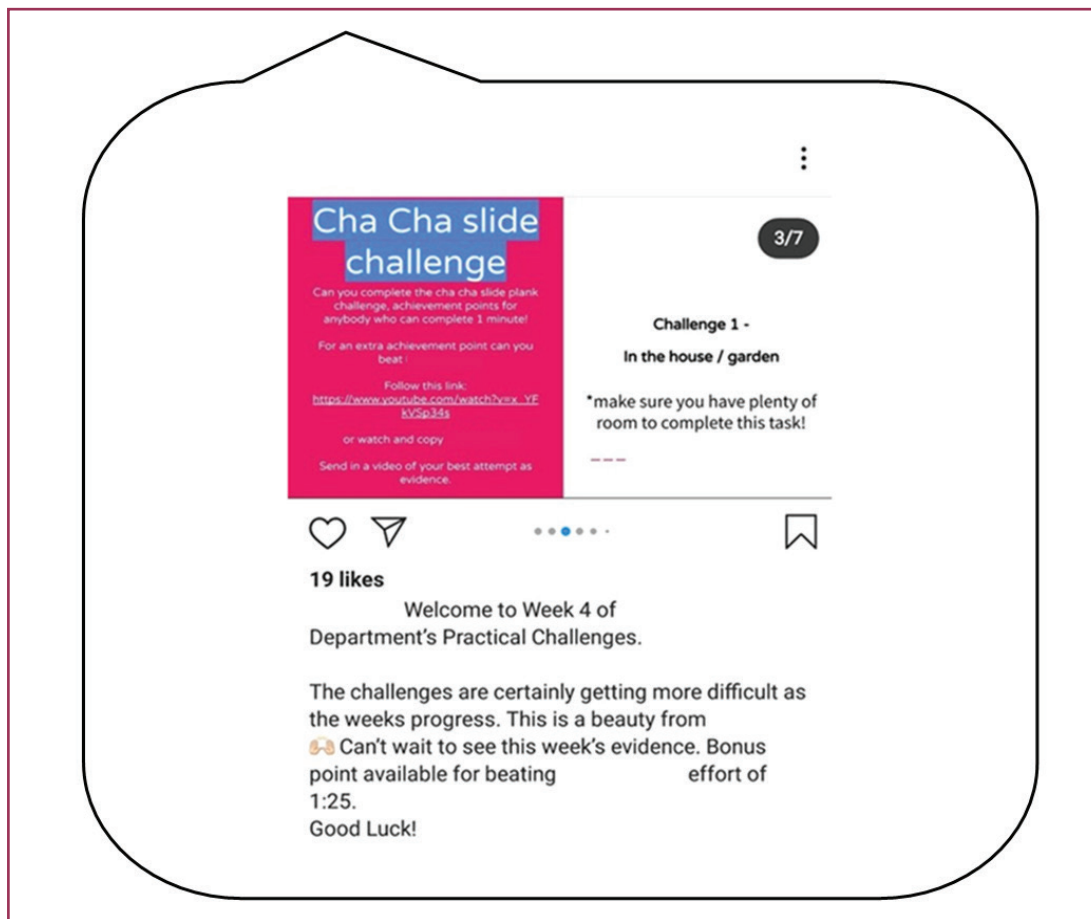 Cha Cha slide
challenge
Can you complete the cha cha slide plank
challenge, achievement points for
anybody who can complete 1 minute!
For an extra achievement point can you
beat
Follow this link:
https://www.youtube.com/watch?v=x_YF
kVSp34s
or watch and copy
Send in a video of your best attempt as
evidence.
3/7
Challenge 1 -
In the house / garden
*make sure you have plenty of
room to complete this task!
19 likes
Welcome to Week 4 of
Department's Practical Challenges.
The challenges are certainly getting more difficult as
the weeks progress. This is a beauty from
🙌🏻 Can't wait to see this week's evidence. Bonus
point available for beating effort of
1:25.
Good Luck!